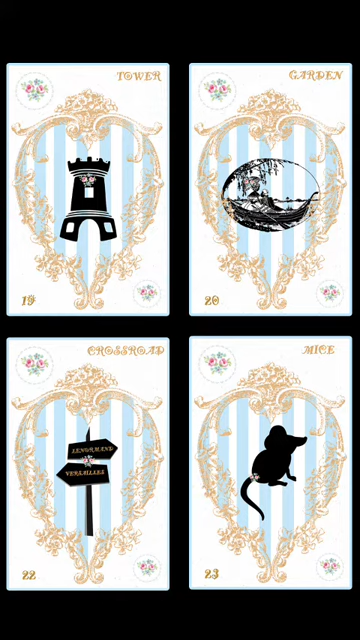 TOWER
19
GARDEN
20
CROSSROAD
LENORMAND
VERSAILLES
22
MICE
23